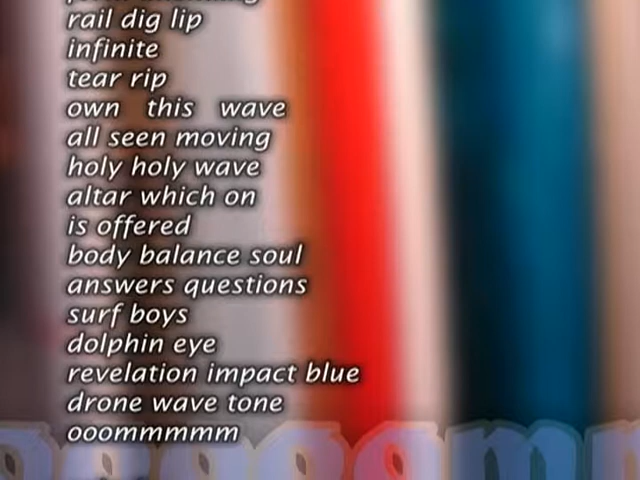 rail dig lip
infinite
tear rip
own this wave
all seen moving
holy holy wave
altar which on
is offered
body balance soul
answers questions
surf boys
dolphin eye
revelation impact blue
drone wave tone
ooommmmm